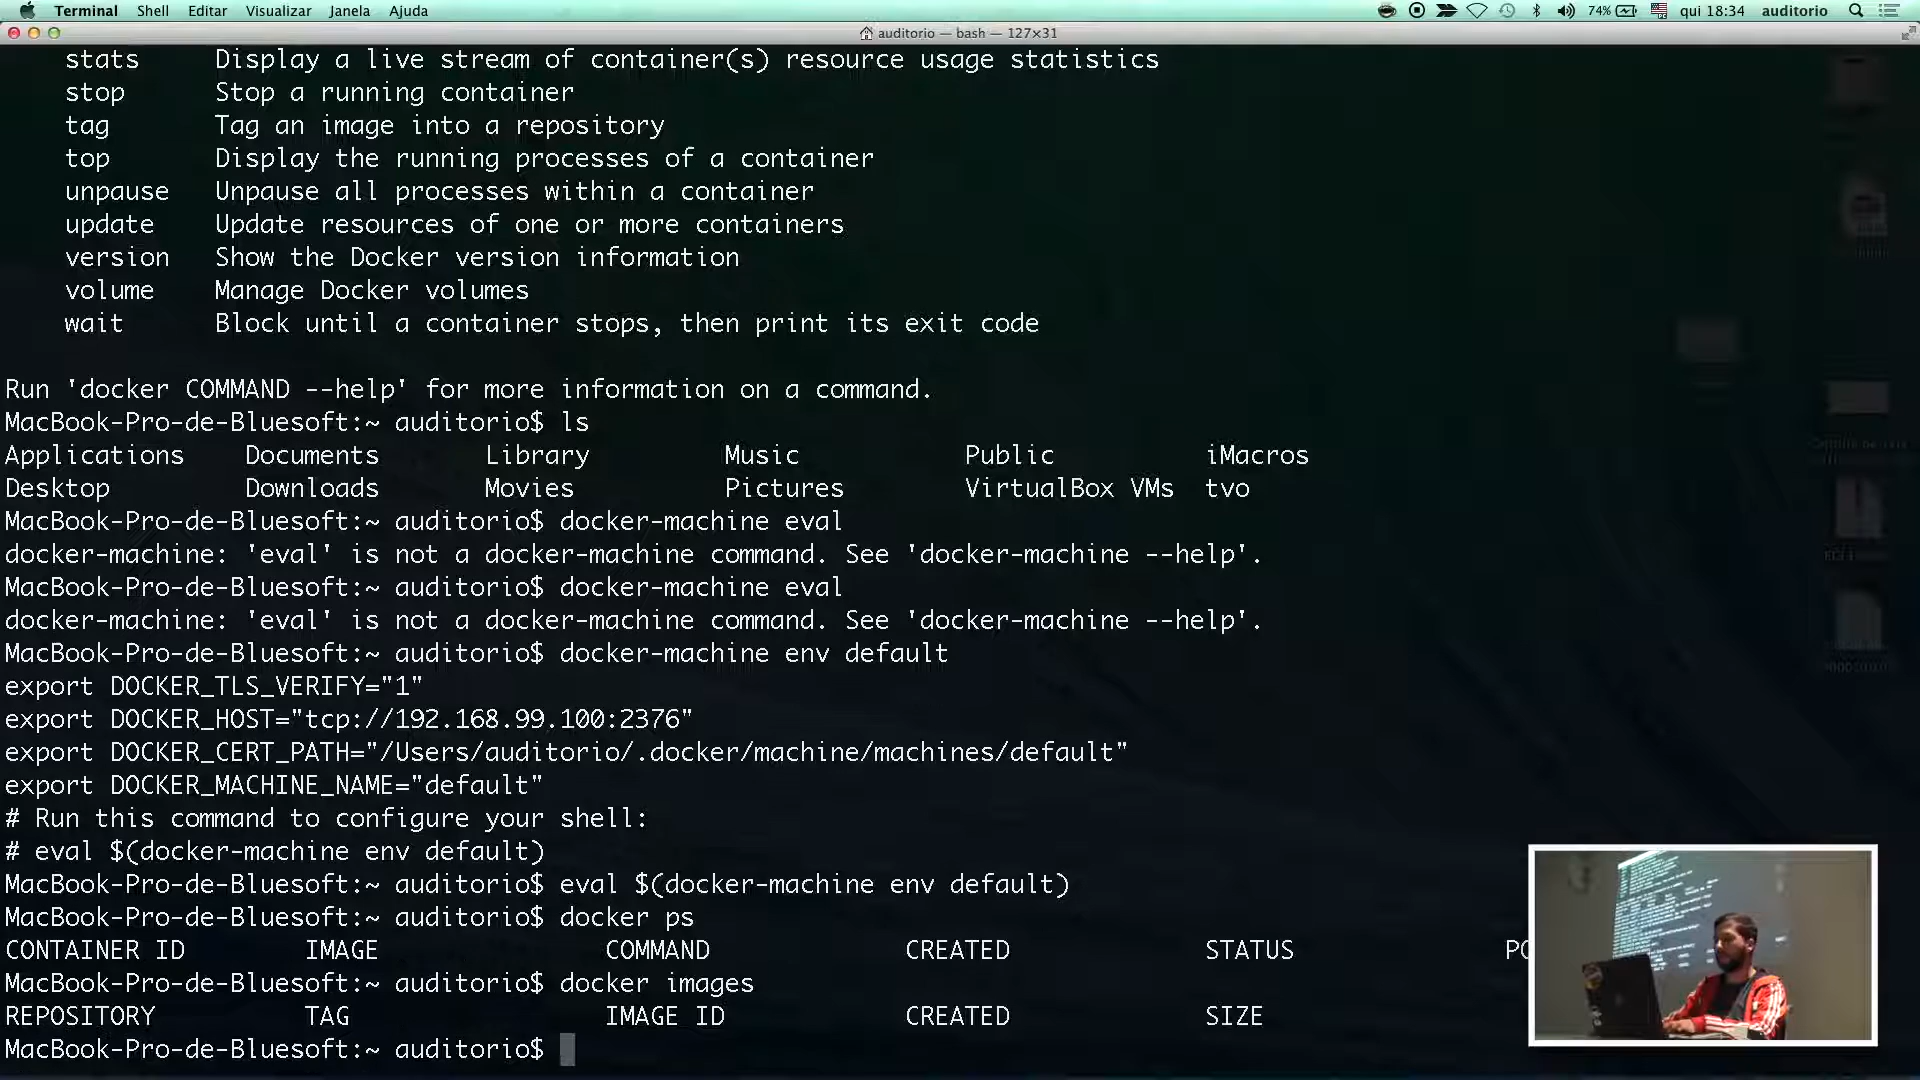 Terminal Shell Editar Visualizar Janela Ajuda 74% qui 18:34 auditorio
auditorio — bash — 127×31
stats Display a live stream of container(s) resource usage statistics
stop Stop a running container
tag Tag an image into a repository
top Display the running processes of a container
unpause Unpause all processes within a container
update Update resources of one or more containers
version Show the Docker version information
volume Manage Docker volumes
wait Block until a container stops, then print its exit code
Run 'docker COMMAND --help' for more information on a command.
MacBook-Pro-de-Bluesoft:~ auditorio$ ls
Applications Documents Library Music Public iMacros
Desktop Downloads Movies Pictures VirtualBox VMs tvo
MacBook-Pro-de-Bluesoft:~ auditorio$ docker-machine eval
docker-machine: 'eval' is not a docker-machine command. See 'docker-machine --help'.
MacBook-Pro-de-Bluesoft:~ auditorio$ docker-machine eval
docker-machine: 'eval' is not a docker-machine command. See 'docker-machine --help'.
MacBook-Pro-de-Bluesoft:~ auditorio$ docker-machine env default
export DOCKER_TLS_VERIFY="1"
export DOCKER_HOST="tcp://192.168.99.100:2376"
export DOCKER_CERT_PATH="/Users/auditorio/.docker/machine/machines/default"
export DOCKER_MACHINE_NAME="default"
# Run this command to configure your shell:
# eval $(docker-machine env default)
MacBook-Pro-de-Bluesoft:~ auditorio$ eval $(docker-machine env default)
MacBook-Pro-de-Bluesoft:~ auditorio$ docker ps
CONTAINER ID IMAGE COMMAND CREATED STATUS
MacBook-Pro-de-Bluesoft:~ auditorio$ docker images
REPOSITORY TAG IMAGE ID CREATED SIZE
MacBook-Pro-de-Bluesoft:~ auditorio$